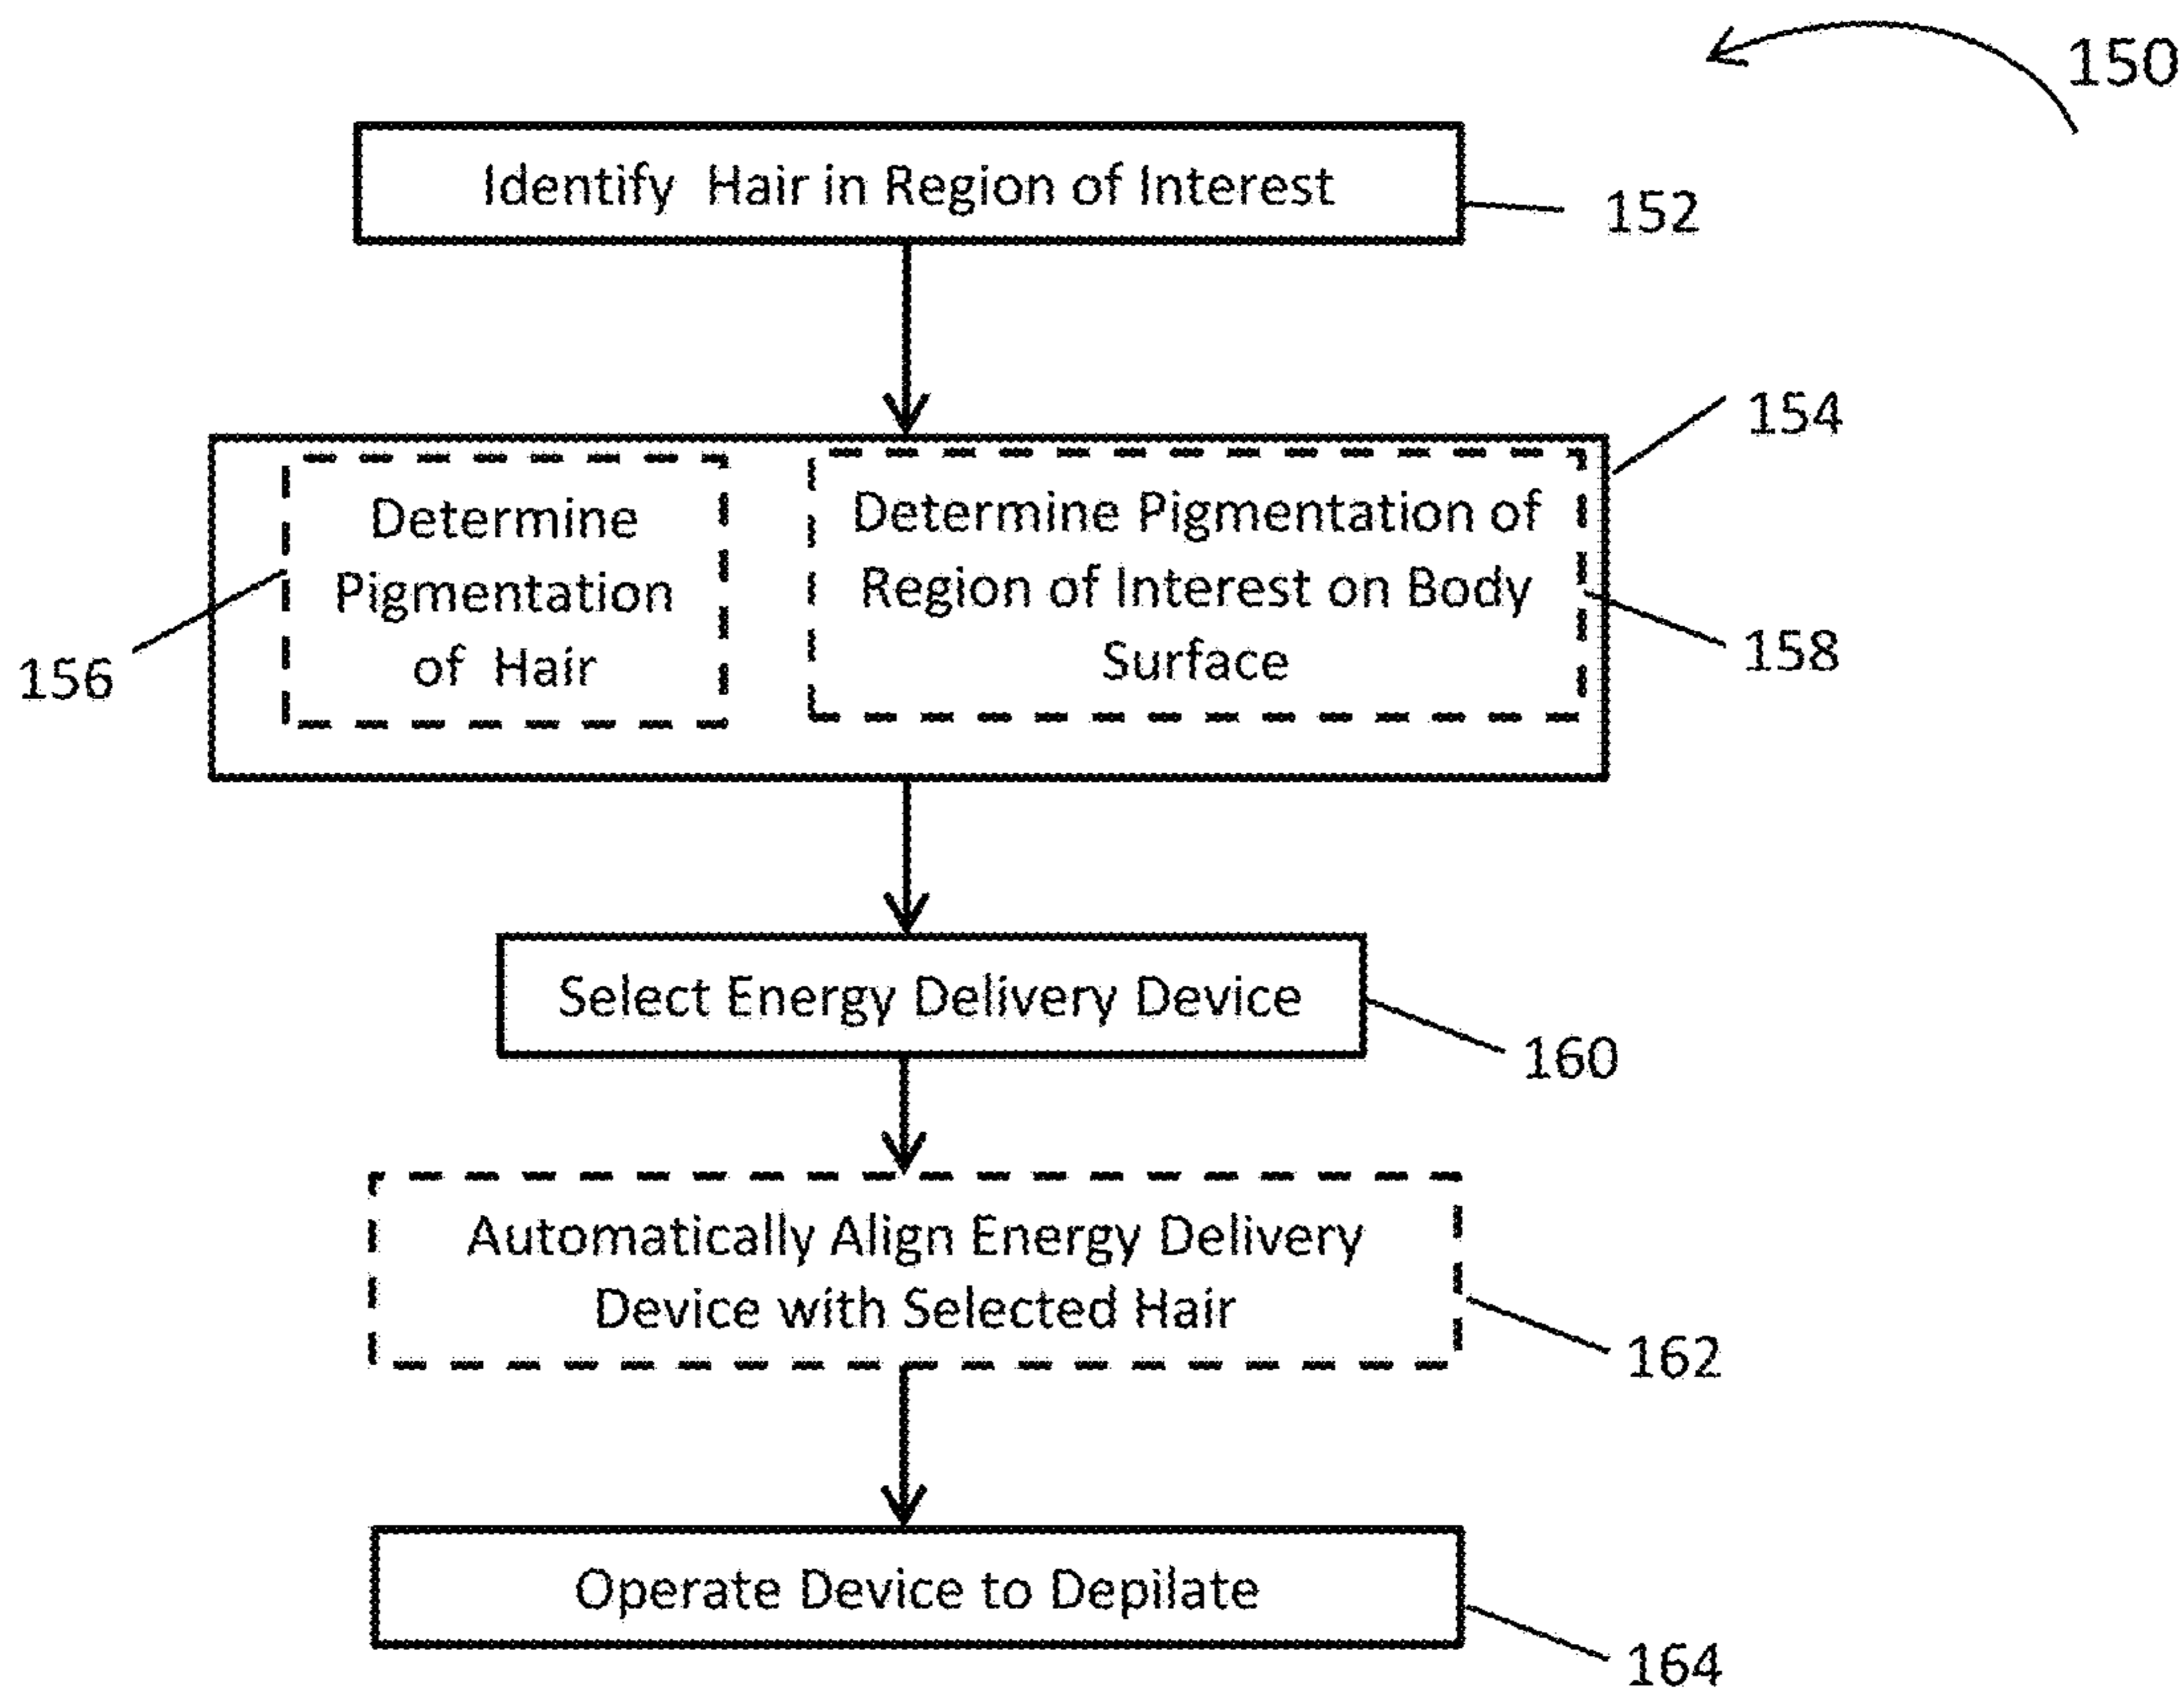 150
Identify Hair in Region of Interest
152
154
Determine
Pigmentation
of Hair
156
Determine Pigmentation of
Region of Interest on Body
Surface
158
Select Energy Delivery Device
160
Automatically Align Energy Delivery
Device with Selected Hair
162
Operate Device to Depilate
164